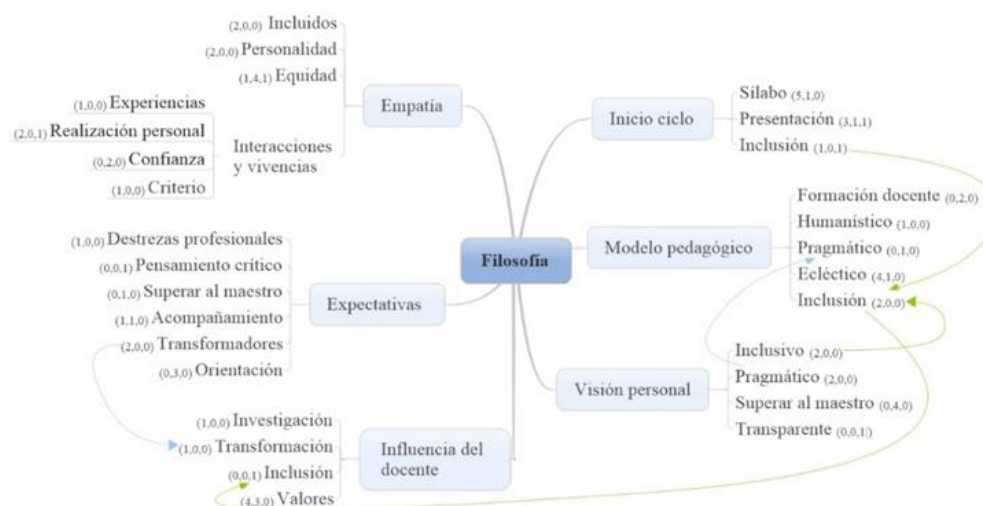 Filosofía
Empatía
(2,0,0) Incluidos
(2,0,0) Personalidad
(1,4,1) Equidad
Interacciones
y vivencias
(1,0,0) Experiencias
(2,0,1) Realización personal
(0,2,0) Confianza
(1,0,0) Criterio
Expectativas
(1,0,0) Destrezas profesionales
(0,0,1) Pensamiento crítico
(0,1,0) Superar al maestro
(1,1,0) Acompañamiento
(2,0,0) Transformadores
(0,3,0) Orientación
Influencia del
docente
(1,0,0) Investigación
(1,0,0) Transformación
(0,0,1) Inclusión
(4,3,0) Valores
Inicio ciclo
Sílabo (5,1,0)
Presentación (3,1,1)
Inclusión (1,0,1)
Modelo pedagógico
Formación docente (0,2,0)
Humanístico (1,0,0)
Pragmático (0,1,0)
Ecléctico (4,1,0)
Inclusión (2,0,0)
Visión personal
Inclusivo (2,0,0)
Pragmático (2,0,0)
Superar al maestro (0,4,0)
Transparente (0,0,1)